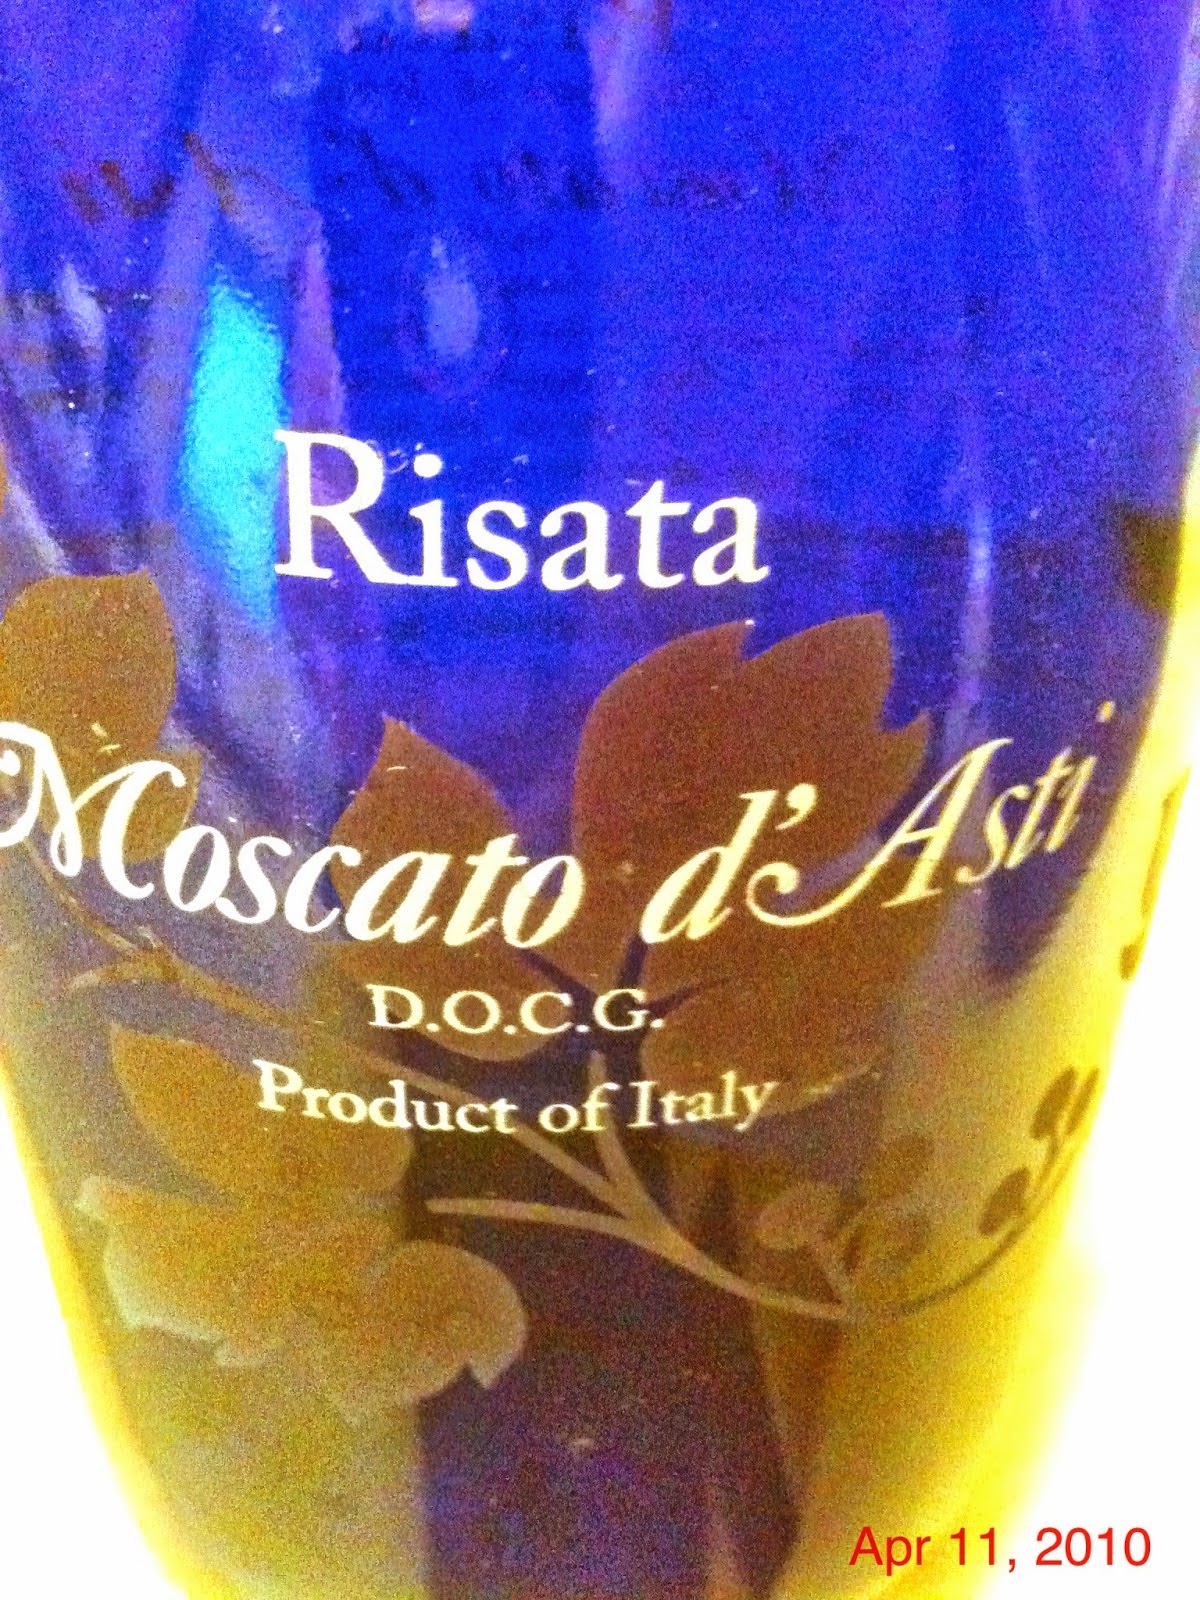 Risata
Moscato d'Asti
D.O.C.G.
Product of Italy
Apr 11, 2010